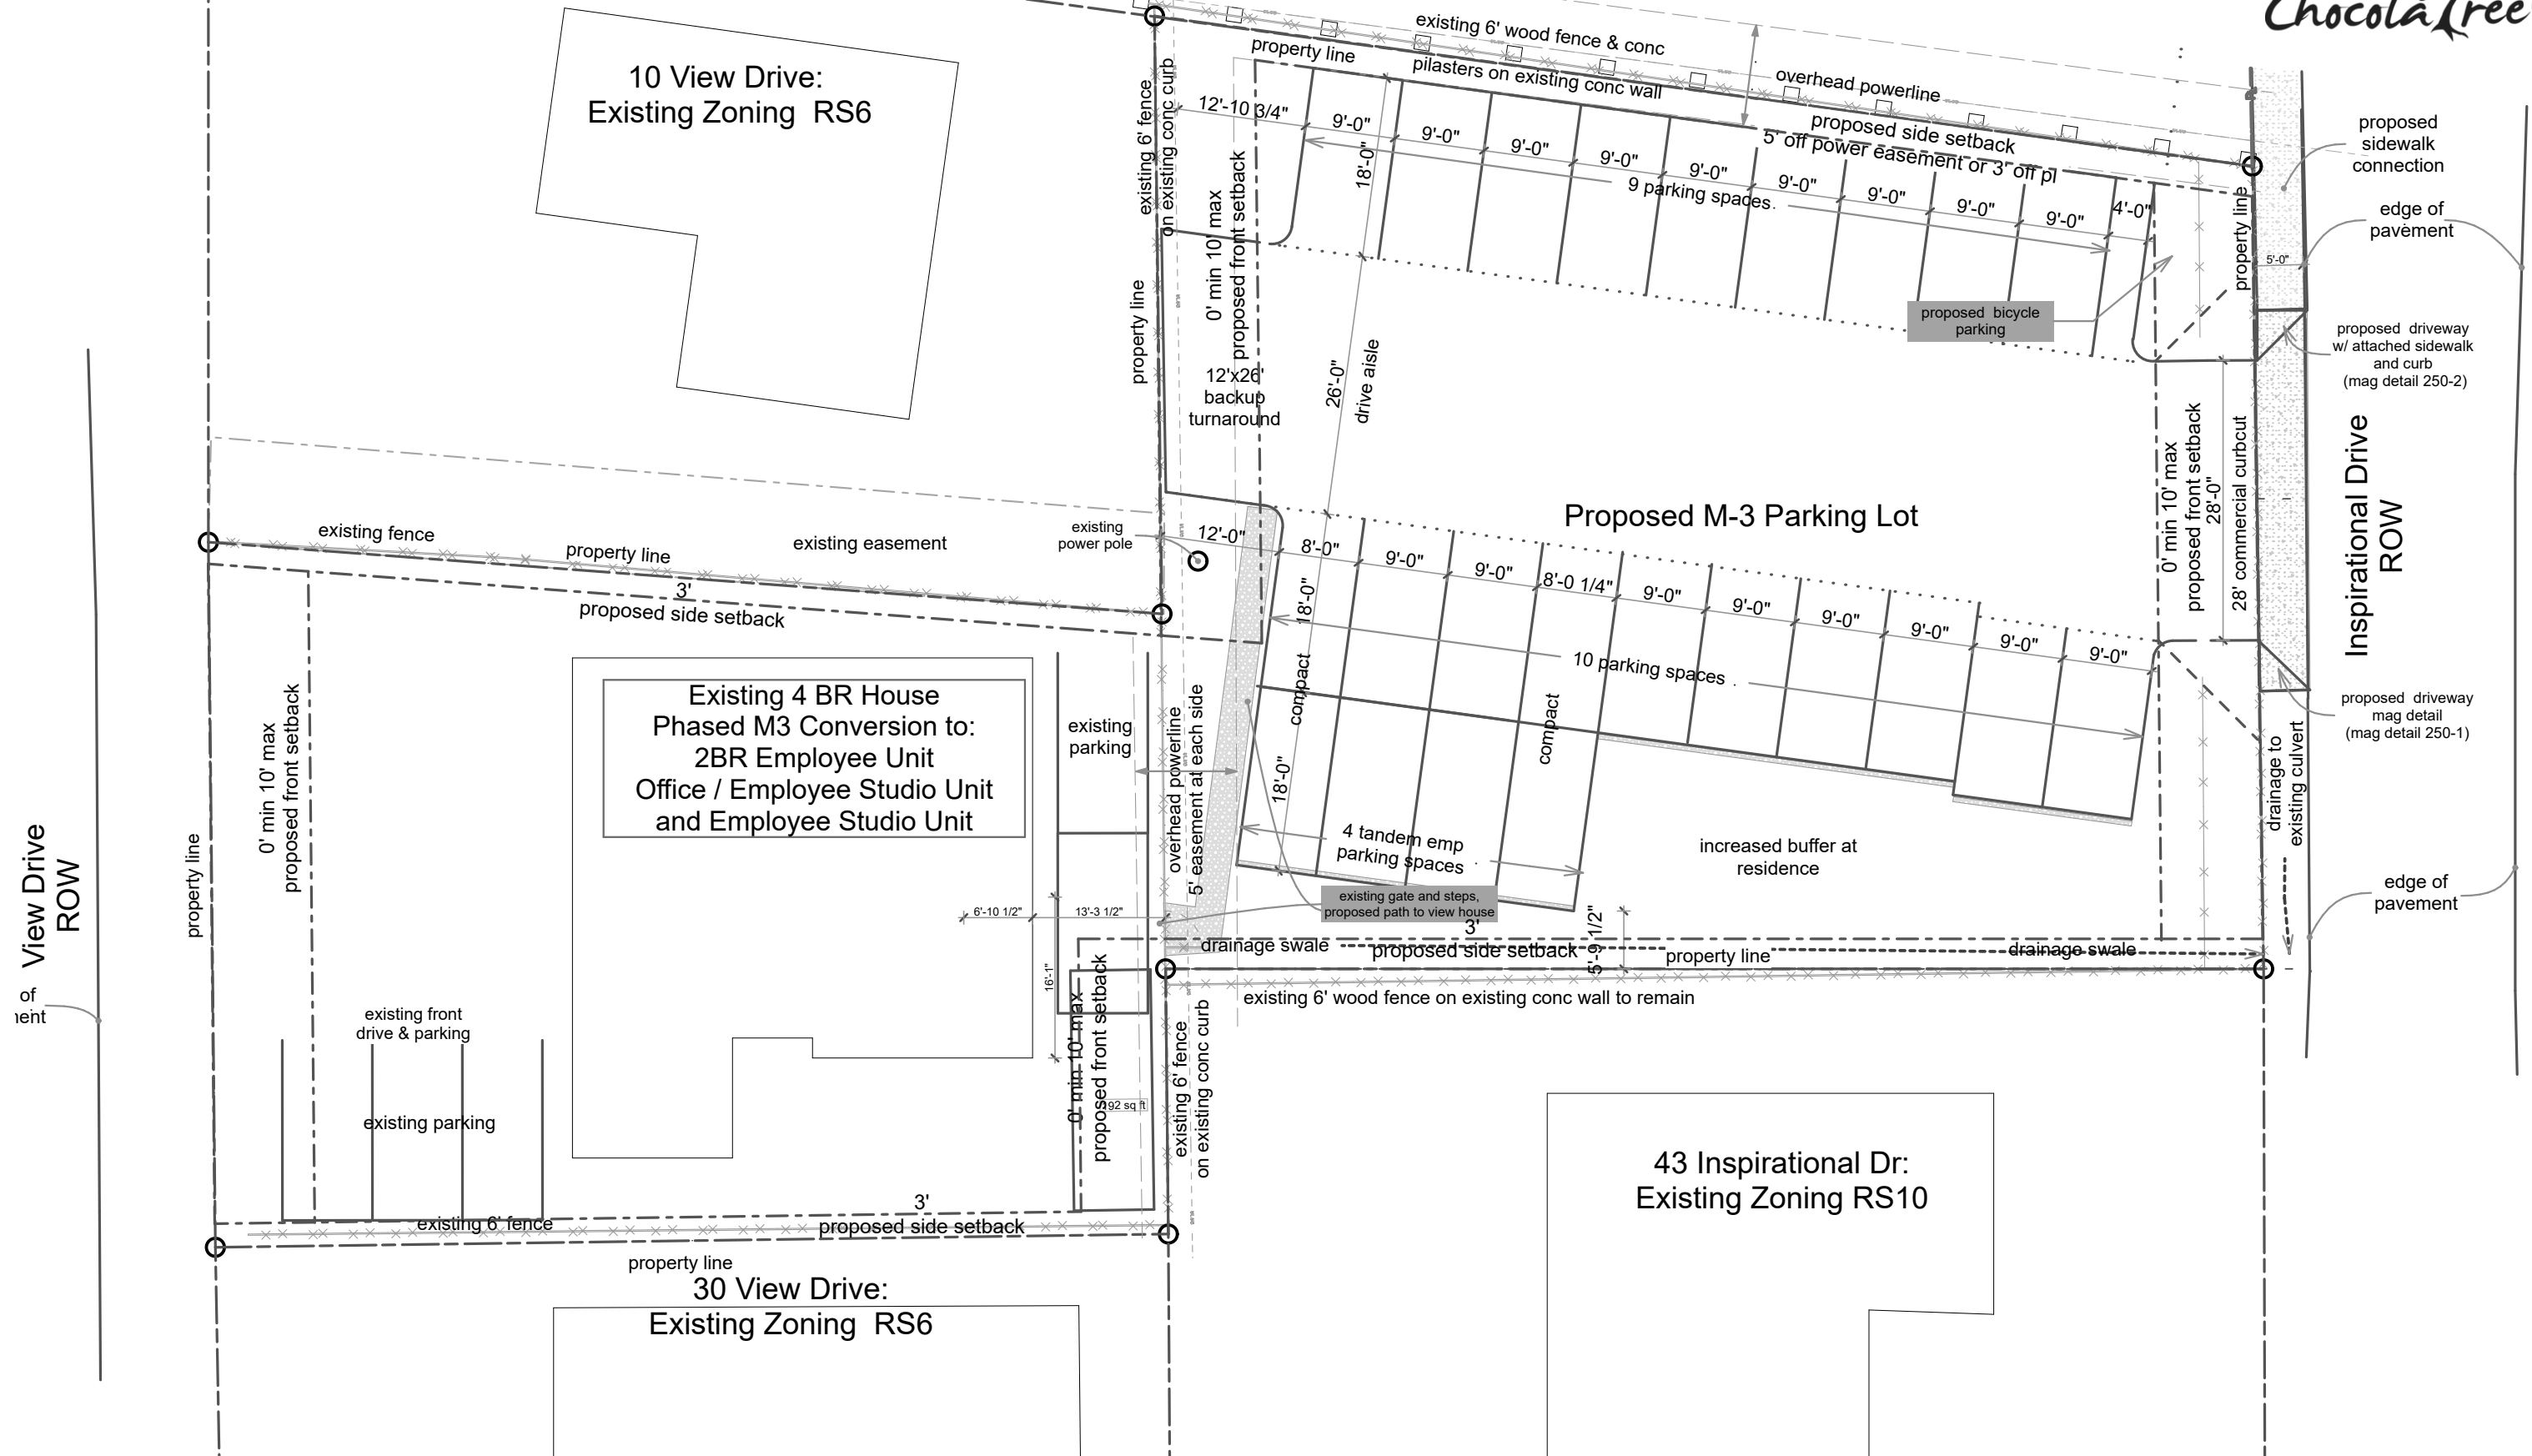 ChocolaTree
10 View Drive:
Existing Zoning  RS6
existing 6' wood fence & conc
pilasters on existing conc wall
property line
overhead powerline
proposed side setback
5' off power easement or 3' off pl
existing 6' fence
on existing conc curb
12'-10 3/4"
9'-0"
9'-0"
9'-0"
9'-0"
9'-0"
9'-0"
9'-0"
9'-0"
9'-0"
4'-0"
18'-0"
9 parking spaces
0' min 10' max
proposed front setback
property line
12'x26'
backup
turnaround
26'-0"
drive aisle
proposed  bicycle
parking
property line
5'-0"
proposed
sidewalk
connection
edge of
pavement
proposed  driveway
w/ attached sidewalk
and curb
(mag detail 250-2)
0' min 10' max
proposed front setback
28'-0"
28' commercial curbcut
Inspirational Drive
ROW
Proposed M-3 Parking Lot
existing fence
property line
existing easement
3'
proposed side setback
existing
power pole
12'-0"
8'-0"
9'-0"
9'-0"
8'-0 1/4"
9'-0"
9'-0"
9'-0"
9'-0"
9'-0"
9'-0"
18'-0"
compact
18'-0"
compact
10 parking spaces
4 tandem emp
parking spaces
increased buffer at
residence
proposed  driveway
mag detail
(mag detail 250-1)
drainage to
existing culvert
edge of
pavement
Existing 4 BR House
Phased M3 Conversion to:
2BR Employee Unit
Office / Employee Studio Unit
and Employee Studio Unit
existing
parking
overhead powerline
5' easement at each side
0' min 10' max
proposed front setback
property line
View Drive
ROW
of
6'-10 1/2"
13'-3 1/2"
16'-1"
existing gate and steps,
proposed path to view house
3'
drainage swale
proposed side setback
5'-9 1/2"
property line
drainage swale
existing 6' wood fence on existing conc wall to remain
0' min 10' max
proposed front setback
92 sq ft
existing 6' fence
on existing conc curb
existing front
drive & parking
existing parking
3'
existing 6' fence
proposed side setback
property line
30 View Drive:
Existing Zoning  RS6
43 Inspirational Dr:
Existing Zoning RS10